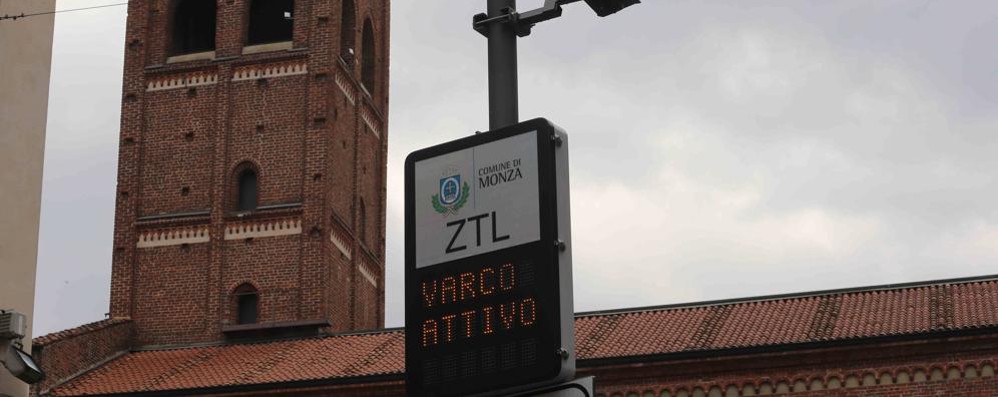 COMUNE DI
MONZA
ZTL
VARCO
ATTIVO